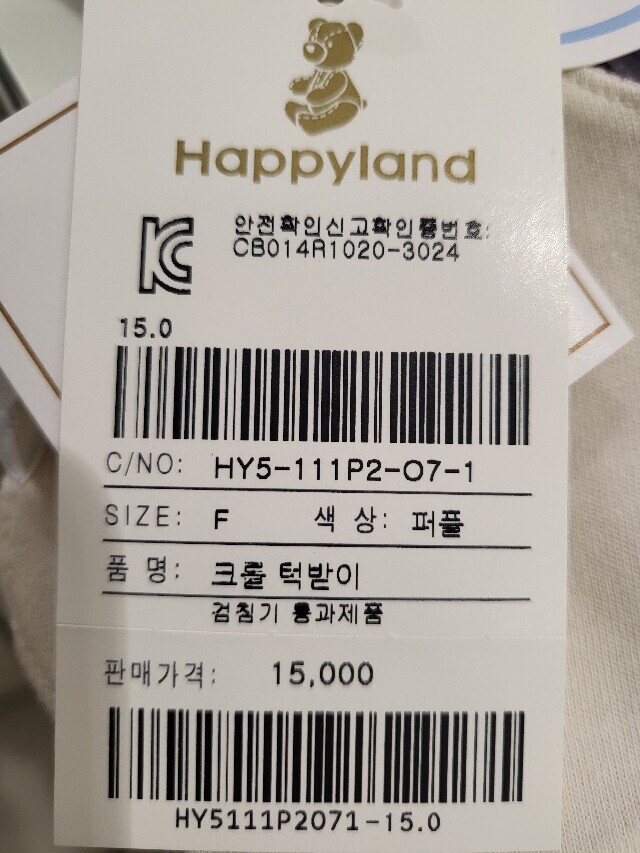 Happyland
안전확인신고확인증번호:
CB014R1020-3024
15.0
C/NO: HY5-111P2-O7-1
SIZE: F 색 상: 퍼플
품 명: 크롤 턱받이
검침기 통과제품
판매가격: 15,000
HY5111P2071-15.0